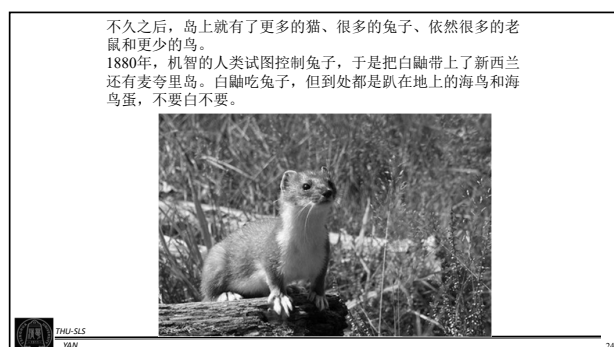 不久之后，岛上就有了更多的猫、很多的兔子、依然很多的老
鼠和更少的鸟。
1880年，机智的人类试图控制兔子，于是把白鼬带上了新西兰
还有麦夸里岛。白鼬吃兔子，但到处都是趴在地上的海鸟和海
鸟蛋，不要白不要。
THU-SLS
YAN
24